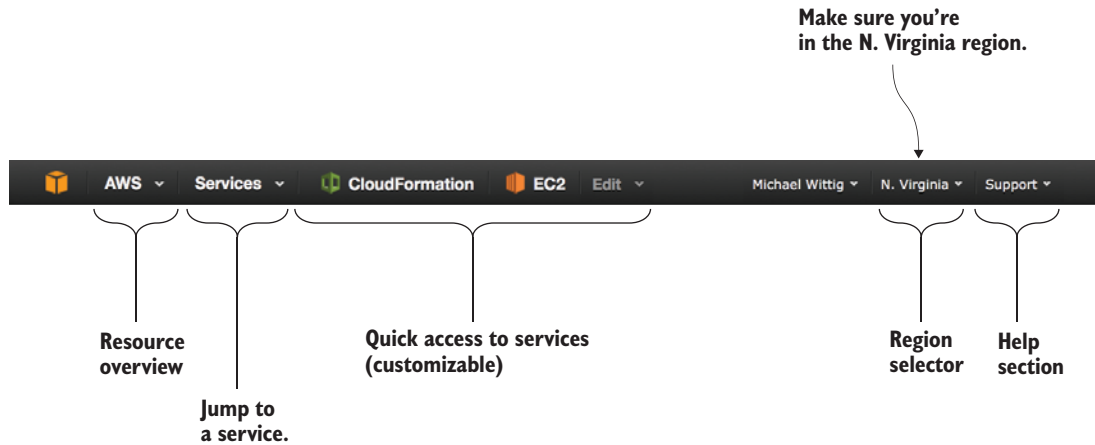 Make sure you’re
in the N. Virginia region.
AWS Services CloudFormation EC2 Edit Michael Wittig N. Virginia Support
Resource
overview
Jump to
a service.
Quick access to services
(customizable)
Region
selector
Help
section